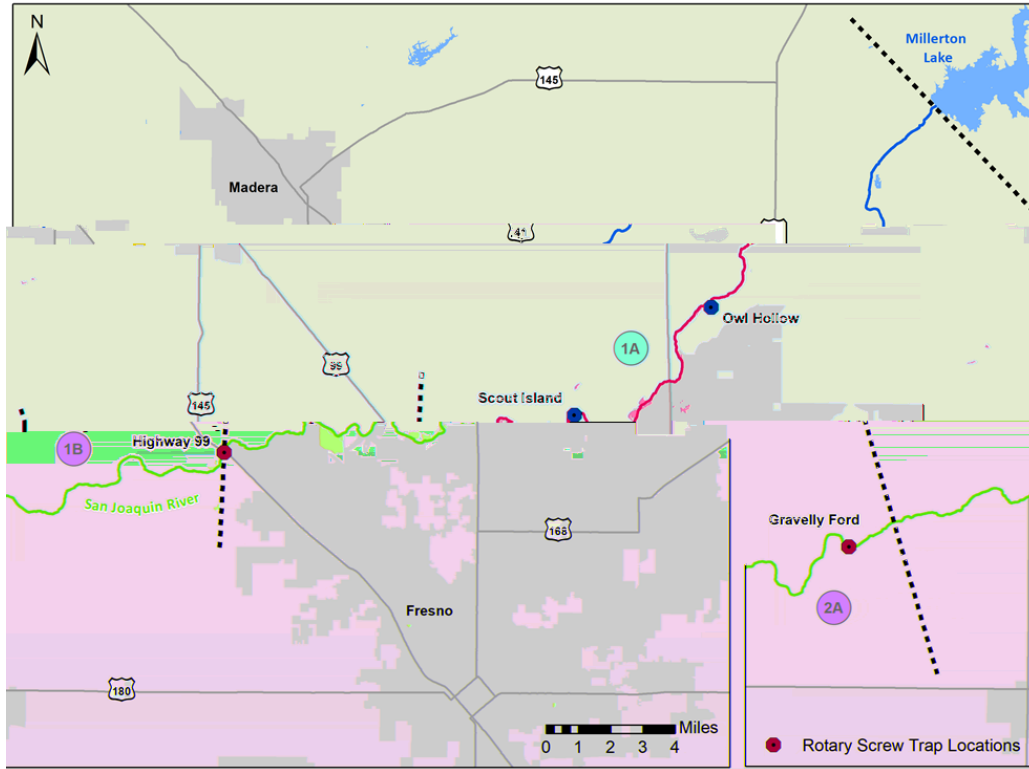 N
Millerton
Lake
145
Madera
41
Owl Hollow
1A
99
Scout Island
145
1B
Highway 99
San Joaquin River
Gravelly Ford
168
2A
Fresno
180
Miles
0 1 2 3 4
Rotary Screw Trap Locations